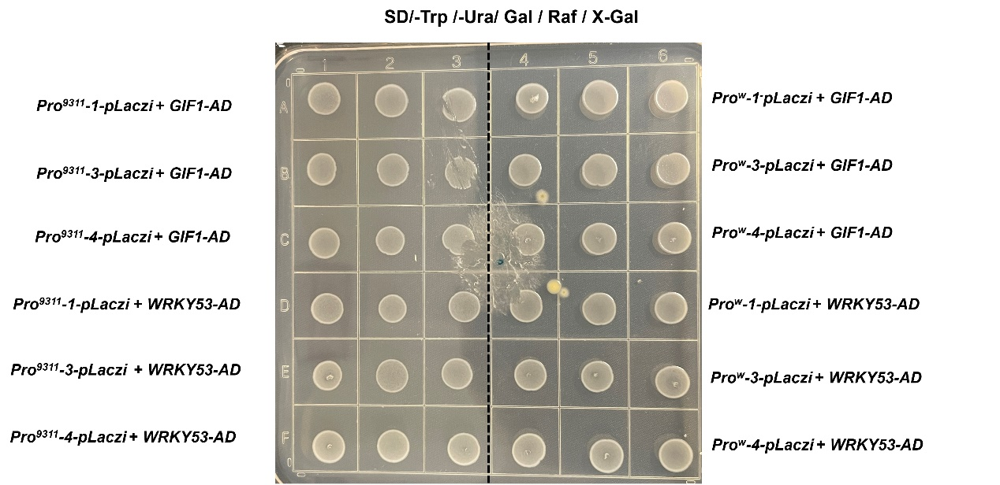 SD/-Trp /-Ura/ Gal / Raf / X-Gal
1 2 3 4 5 6
A
B
C
D
E
F
Pro9311-1-pLaczi + GIF1-AD
Pro9311-3-pLaczi + GIF1-AD
Pro9311-4-pLaczi + GIF1-AD
Pro9311-1-pLaczi + WRKY53-AD
Pro9311-3-pLaczi + WRKY53-AD
Pro9311-4-pLaczi + WRKY53-AD
Prow-1-pLaczi + GIF1-AD
Prow-3-pLaczi + GIF1-AD
Prow-4-pLaczi + GIF1-AD
Prow-1-pLaczi + WRKY53-AD
Prow-3-pLaczi + WRKY53-AD
Prow-4-pLaczi + WRKY53-AD